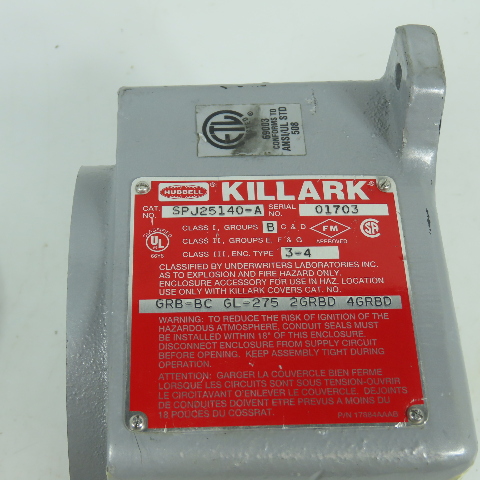 ETL
69003
CONFORMS TO
ANSI/UL STD
508
HUBBELL
KILLARK®
CAT. NO. SPJ25140-A SERIAL NO. 01703
CLASS I, GROUPS B C & D
CLASS II, GROUPS E, F & G
CLASS III, ENC. TYPE 3-4
UL
FM
APPROVED
CLASSIFIED BY UNDERWRITERS LABORATORIES INC.
AS TO EXPLOSION AND FIRE HAZARD ONLY.
ENCLOSURE ACCESSORY FOR USE IN HAZ. LOCATION
USE ONLY WITH KILLARK COVERS CAT. NO.
GRB-BC GL-275 2GRBD 4GRBD
WARNING: TO REDUCE THE RISK OF IGNITION OF THE
HAZARDOUS ATMOSPHERE, CONDUIT SEALS MUST
BE INSTALLED WITHIN 18" OF THIS ENCLOSURE.
DISCONNECT ENCLOSURE FROM SUPPLY CIRCUIT
BEFORE OPENING. KEEP ASSEMBLY TIGHT DURING
OPERATION.
ATTENTION: GARGER LA COUVERCLE BIEN FERME
LORSQUE LES CIRCUITS SONT SOUS TENSION-OUVRIR
LE CIRCUITAVANT D'ENLEVER LE COUVERCLE. DEJOINTS
DE CONDUITES DOIVENT ETRE PREVUS A MOINS DU
18 POUCES DU COSSRAT.